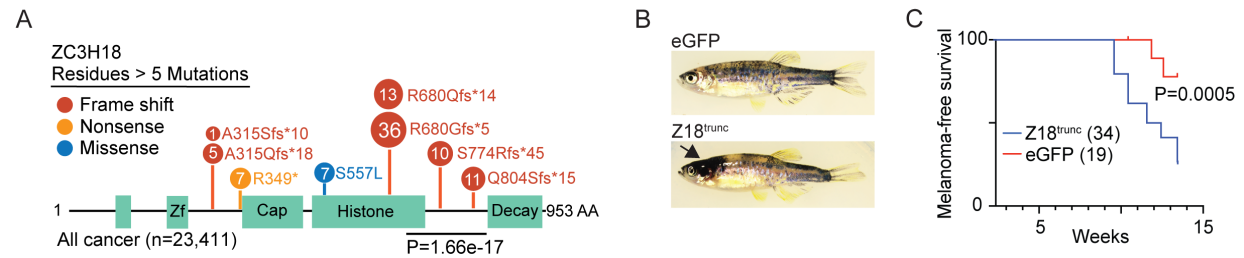 A
ZC3H18
Residues > 5 Mutations
Frame shift
Nonsense
Missense
13 R680Qfs*14
36 R680Gfs*5
1 A315Sfs*10
5 A315Qfs*18
10 S774Rfs*45
7 R349*
7 S557L
11 Q804Sfs*15
1 Zf Cap Histone Decay 953 AA
All cancer (n=23,411)
P=1.66e-17
B
eGFP
Z18trunc
C
Melanoma-free survival
100
0
P=0.0005
Z18trunc (34)
eGFP (19)
5 15
Weeks